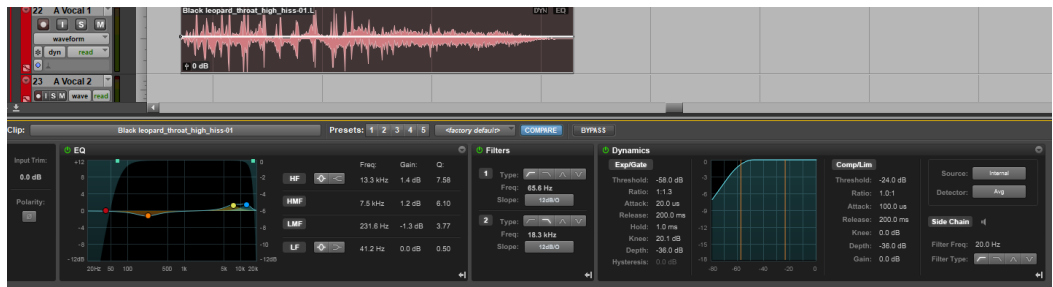 22 A Vocal 1
I S M
waveform
dyn read
Black leopard_throat_high_hiss-01.L
DYN EQ
0 dB
23 A Vocal 2
I S M wave read
Clip: Black leopard_throat_high_hiss-01 Presets: 1 2 3 4 5 <factory default> COMPARE BYPASS
Input Trim:
0.0 dB
Polarity:
EQ
+12 8 4 0 -4 -8 -12dB
0 -2 -4 -6 -8 -10 -12dB
20Hz 50 100 500 1k 5k 10k 20k
Freq: Gain: Q:
HF 13.3 kHz 1.4 dB 7.58
HMF 7.5 kHz 1.2 dB 6.10
LMF 231.6 Hz -1.3 dB 3.77
LF 41.2 Hz 0.0 dB 0.50
Filters
1 Type:
Freq: 65.6 Hz
Slope: 12dB/O
2 Type:
Freq: 18.3 kHz
Slope: 12dB/O
Dynamics
Exp/Gate
Threshold: -58.0 dB
Ratio: 1:1.3
Attack: 20.0 us
Release: 200.0 ms
Hold: 1.0 ms
Knee: 20.1 dB
Depth: -36.0 dB
Hysteresis: 0.0 dB
0 -3 -6 -9 -12 -15 -18
-80 -60 -40 -20 0
Comp/Lim
Threshold: -24.0 dB
Ratio: 1.0:1
Attack: 100.0 us
Release: 200.0 ms
Knee: 0.0 dB
Depth: -36.0 dB
Gain: 0.0 dB
Source: Internal
Detector: Avg
Side Chain
Filter Freq: 20.0 Hz
Filter Type: